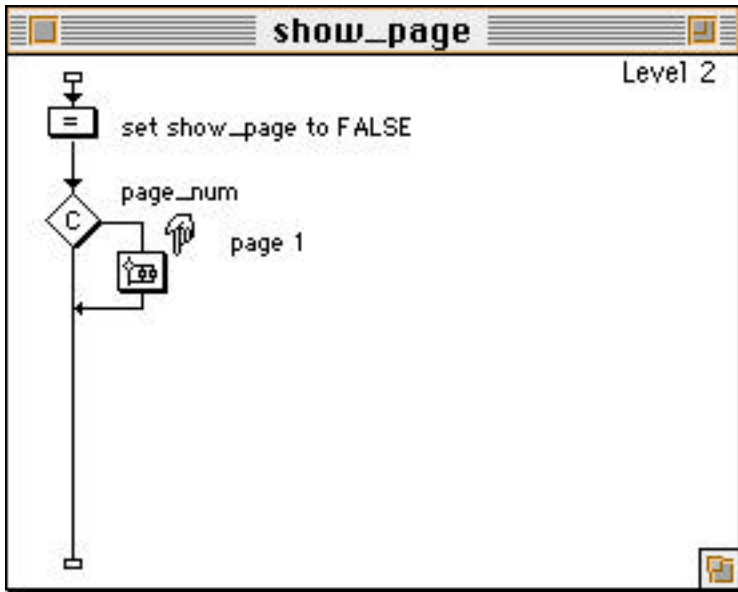 show_page
Level 2
=
set show_page to FALSE
page_num
C
page 1